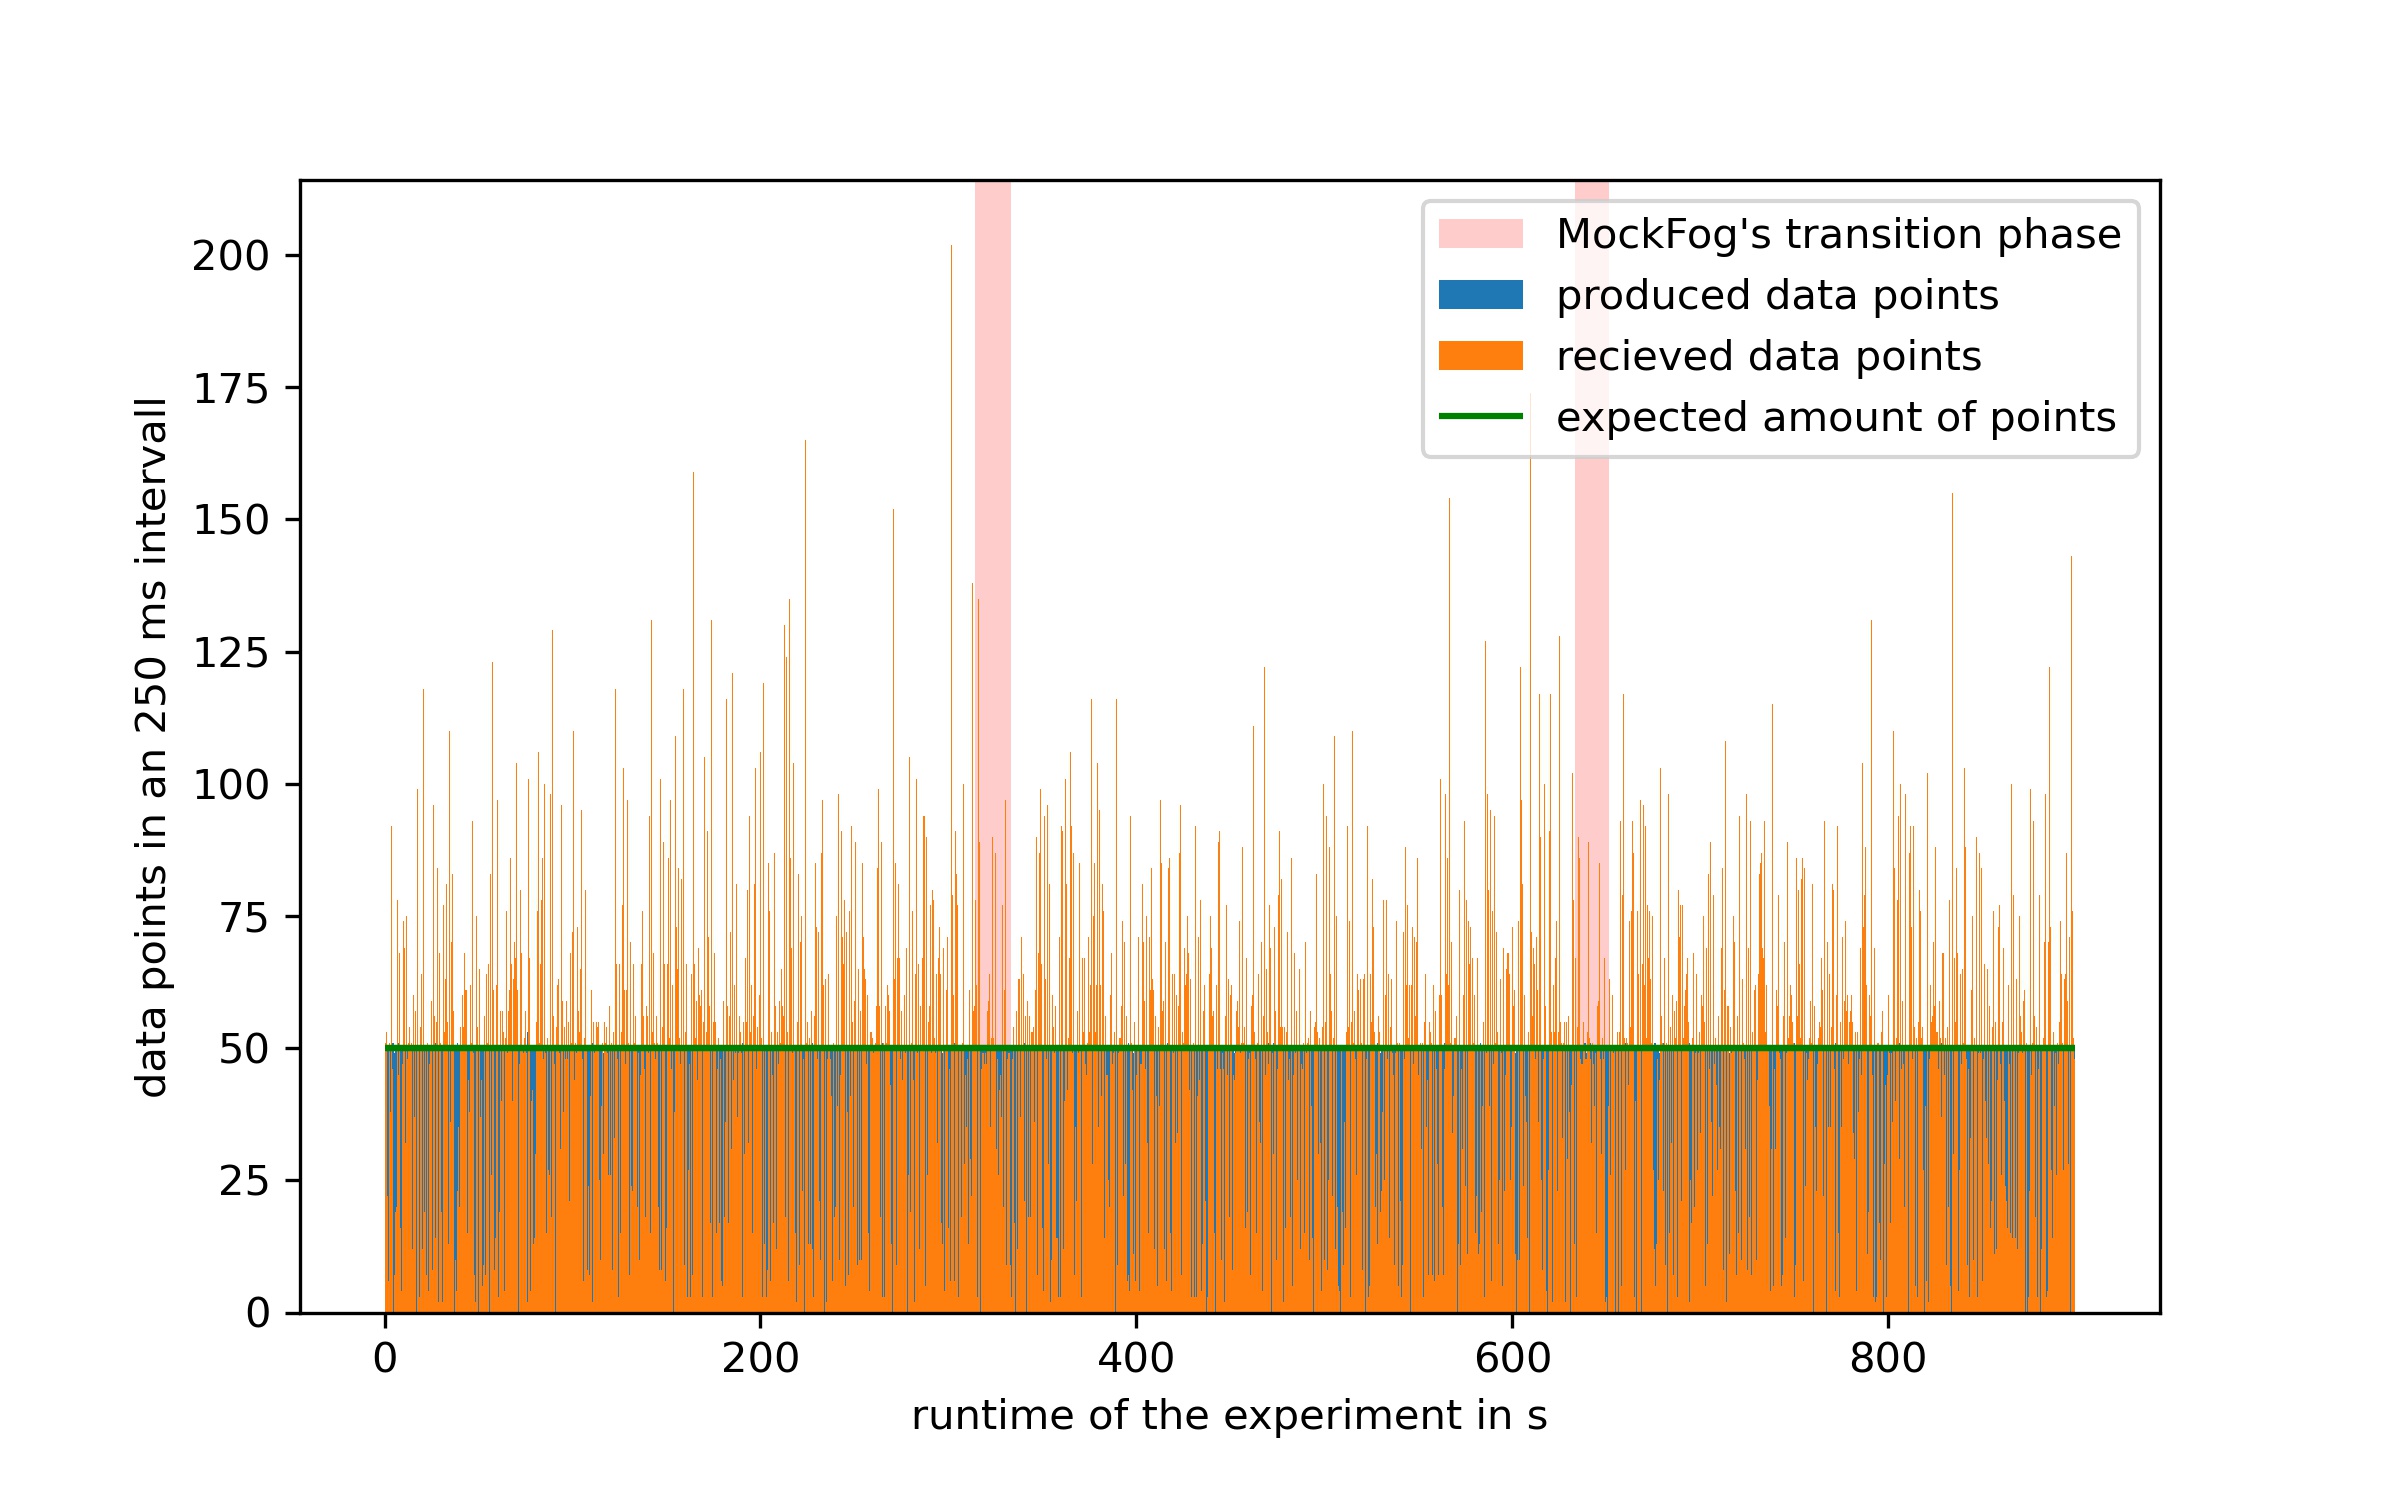 MockFog's transition phase
produced data points
recieved data points
expected amount of points
data points in an 250 ms intervall
200
175
150
125
100
75
50
25
0
0 200 400 600 800
runtime of the experiment in s